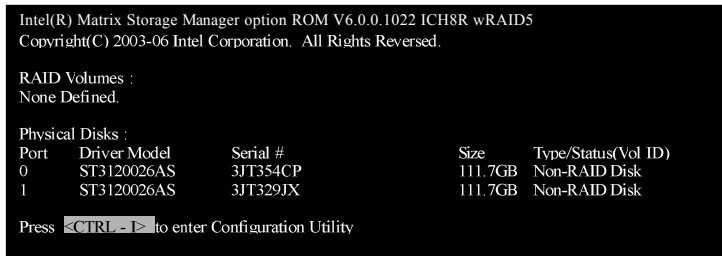 Intel(R) Matrix Storage Manager option ROM V6.0.0.1022 ICH8R wRAID5
Copyright(C) 2003-06 Intel Corporation. All Rights Reversed.
RAID Volumes :
None Defined.
Physical Disks :
Port Driver Model Serial # Size Type/Status(Vol ID)
0 ST3120026AS 3JT354CP 111.7GB Non-RAID Disk
1 ST3120026AS 3JT329JX 111.7GB Non-RAID Disk
Press <CTRL - I> to enter Configuration Utility